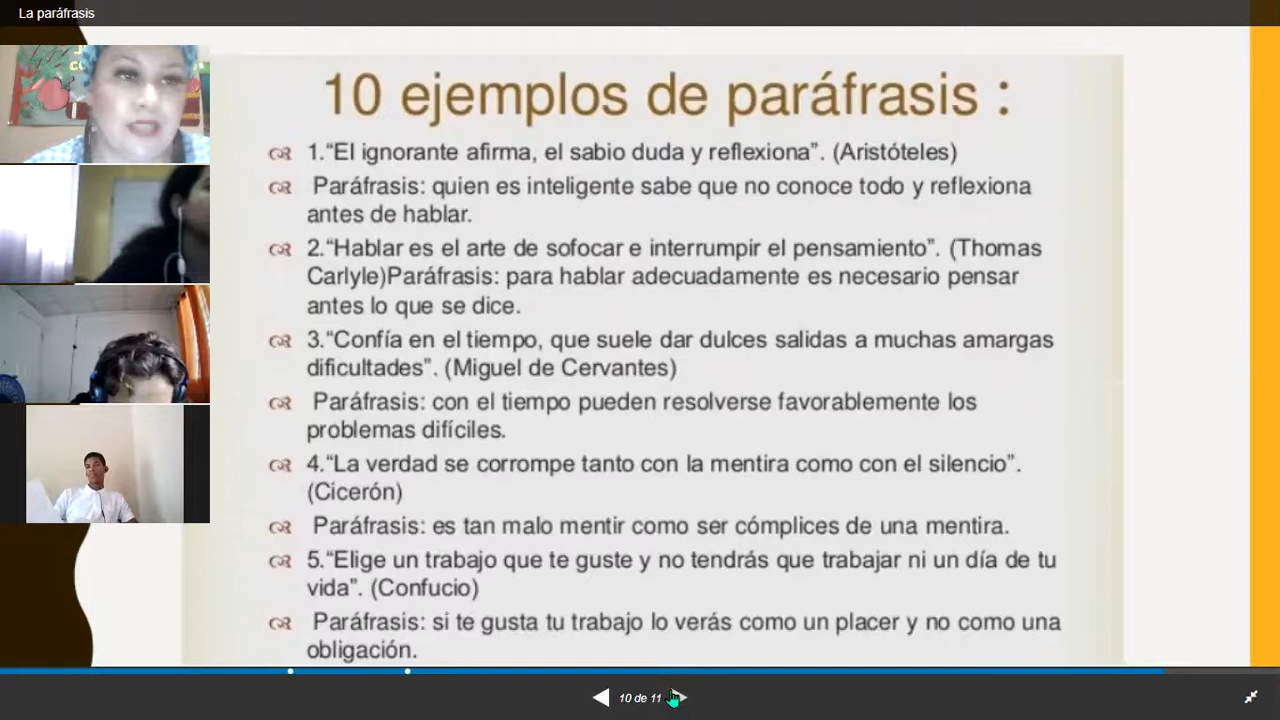 La paráfrasis
10 ejemplos de paráfrasis :
1.“El ignorante afirma, el sabio duda y reflexiona”. (Aristóteles)
Paráfrasis: quien es inteligente sabe que no conoce todo y reflexiona
antes de hablar.
2.“Hablar es el arte de sofocar e interrumpir el pensamiento”. (Thomas
Carlyle)Paráfrasis: para hablar adecuadamente es necesario pensar
antes lo que se dice.
3.“Confía en el tiempo, que suele dar dulces salidas a muchas amargas
dificultades”. (Miguel de Cervantes)
Paráfrasis: con el tiempo pueden resolverse favorablemente los
problemas difíciles.
4.“La verdad se corrompe tanto con la mentira como con el silencio”.
(Cicerón)
Paráfrasis: es tan malo mentir como ser cómplices de una mentira.
5.“Elige un trabajo que te guste y no tendrás que trabajar ni un día de tu
vida”. (Confucio)
Paráfrasis: si te gusta tu trabajo lo verás como un placer y no como una
obligación.
10 de 11